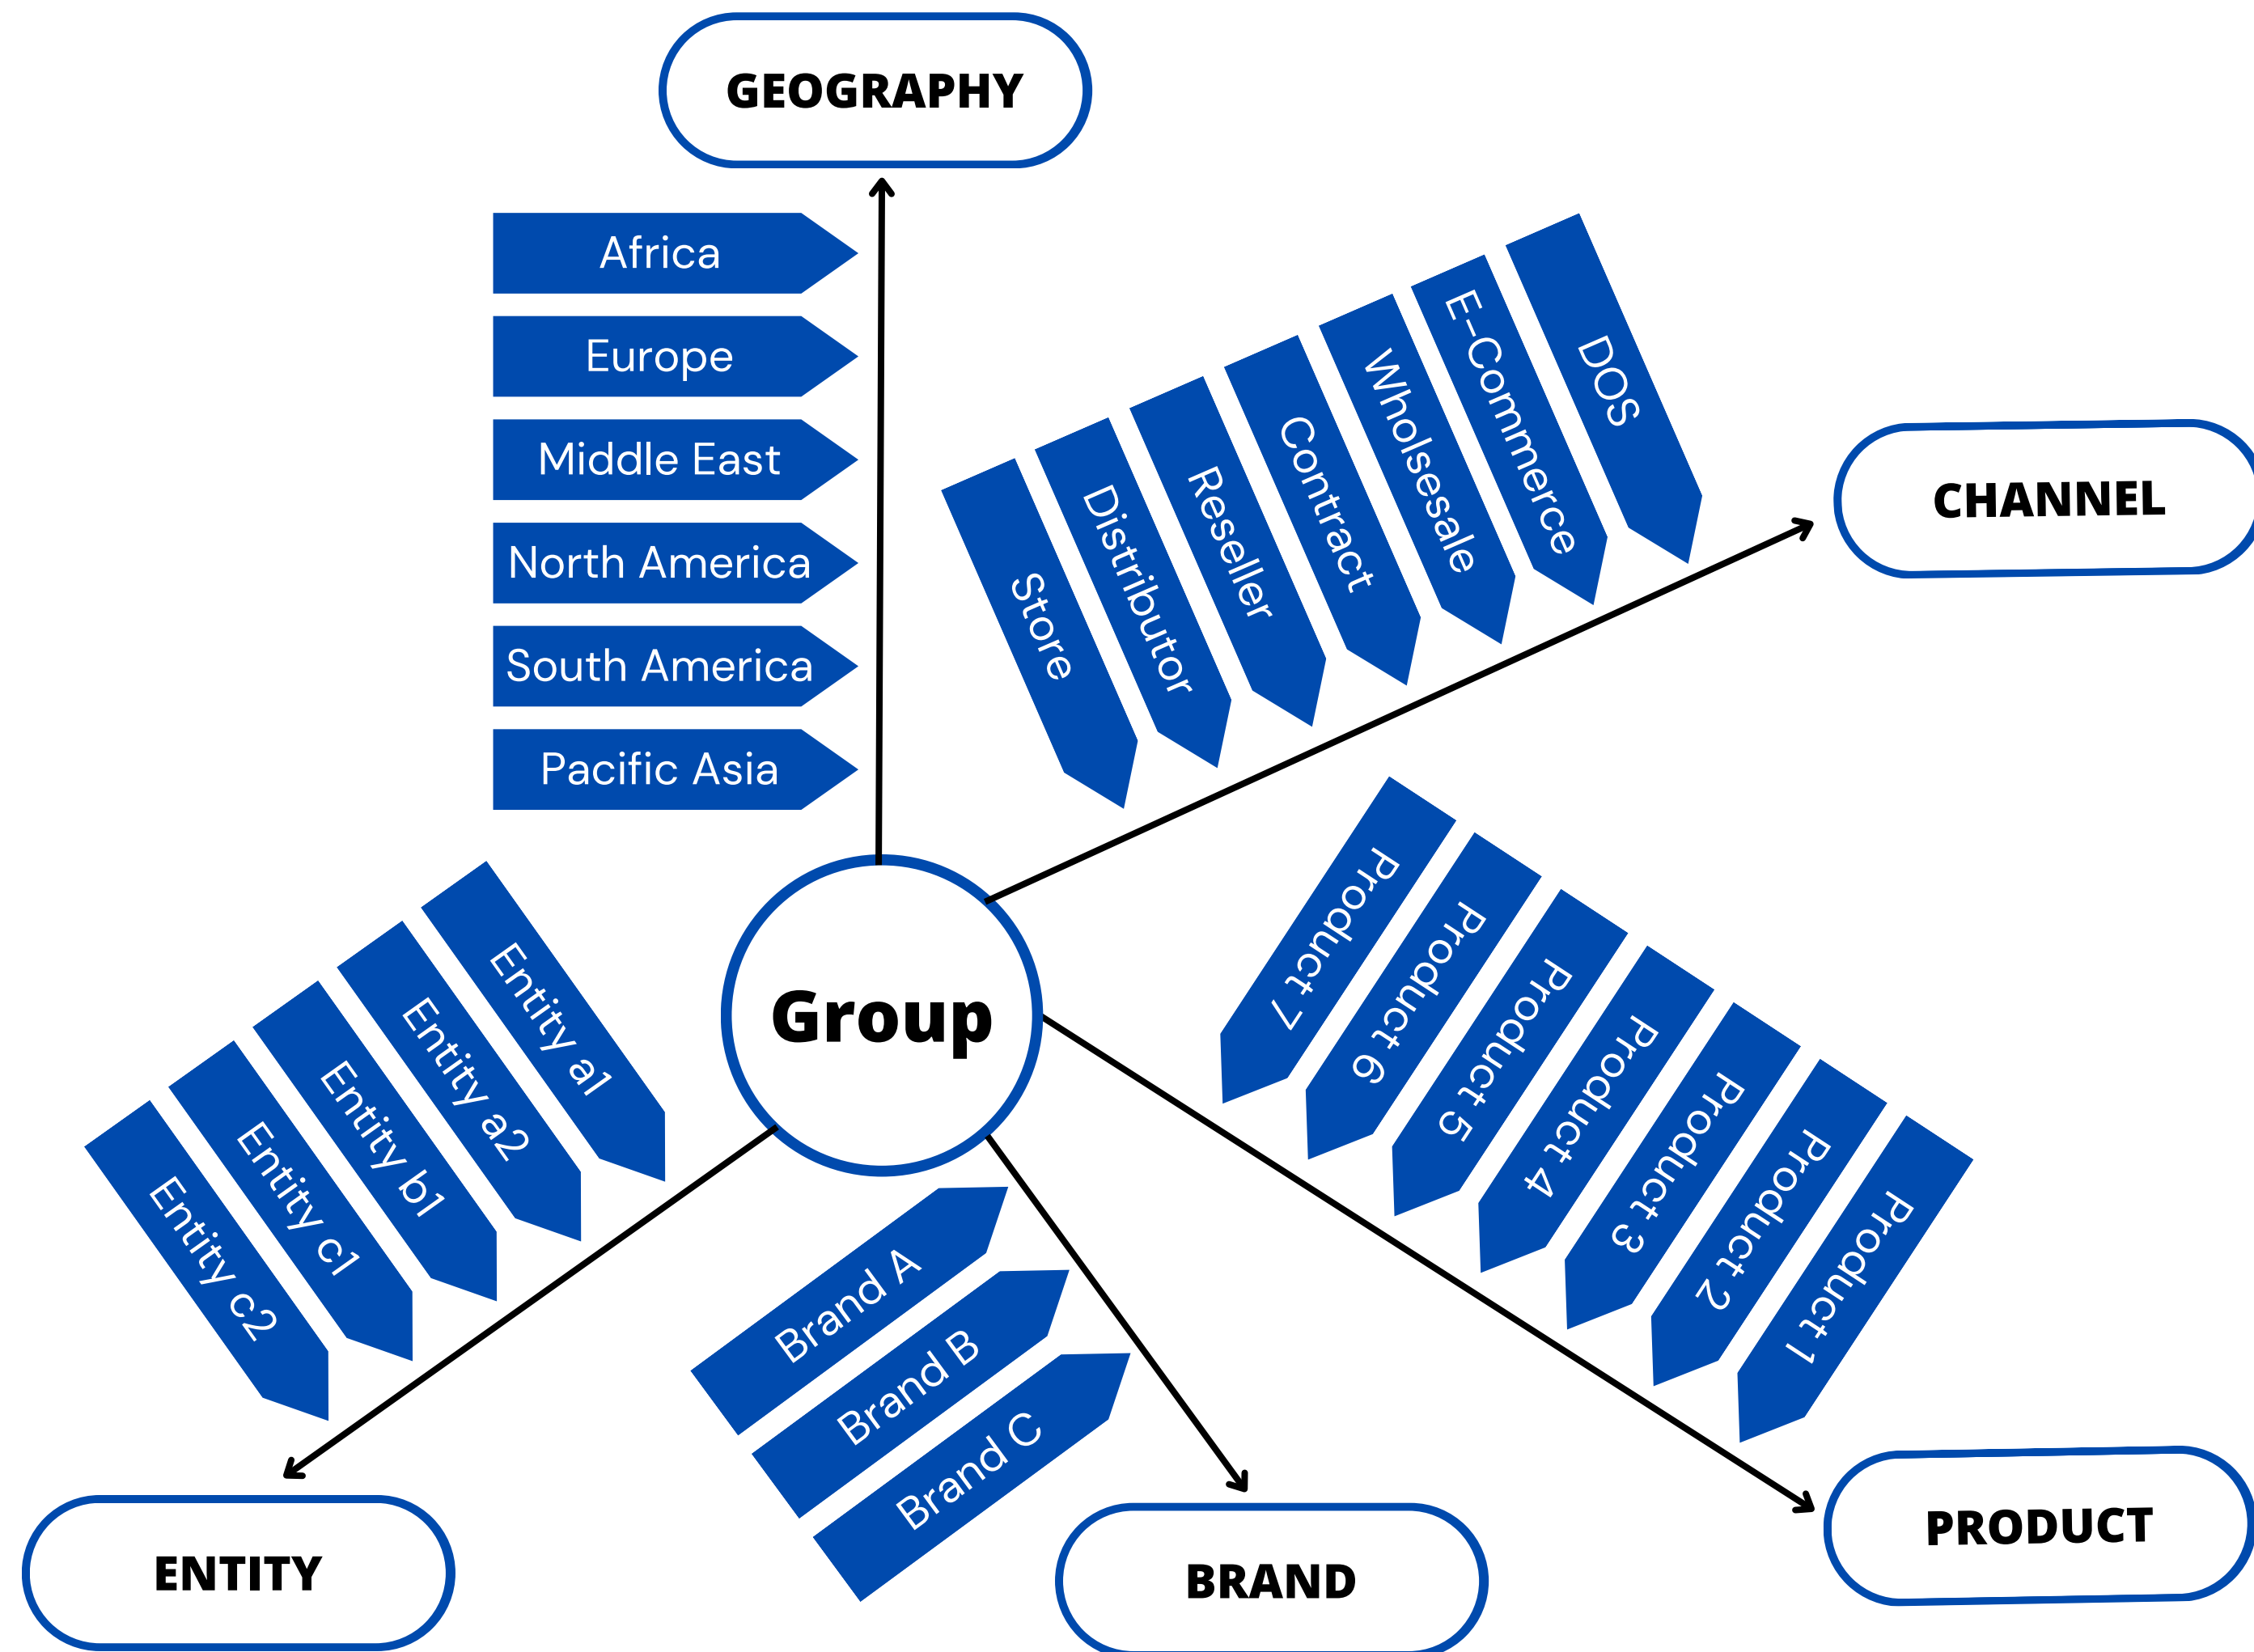 GEOGRAPHY
Africa
Europe
Middle East
North America
South America
Pacific Asia
Store
Distributor
Reseller
Contract
Wholsesale
E-Commerce
DOS
CHANNEL
Group
Product 7
Product 6
Product 5
Product 4
Product 3
Product 2
Product 1
PRODUCT
Brand A
Brand B
Brand C
BRAND
Entity a1
Entity a2
Entity b1
Entity c1
Entity c2
ENTITY